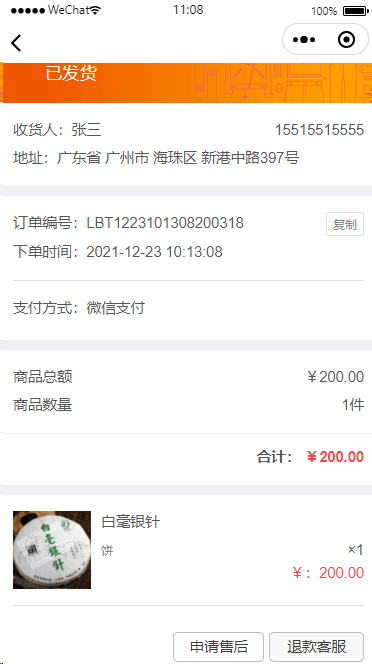 WeChat 11:08 100%
已发货
收货人：张三 15515515555
地址：广东省 广州市 海珠区 新港中路397号
订单编号：LBT1223101308200318 复制
下单时间：2021-12-23 10:13:08
支付方式：微信支付
商品总额 ￥200.00
商品数量 1件
合计：￥200.00
白毫银针
白毫银针
饼 ×1
￥：200.00
申请售后 退款客服